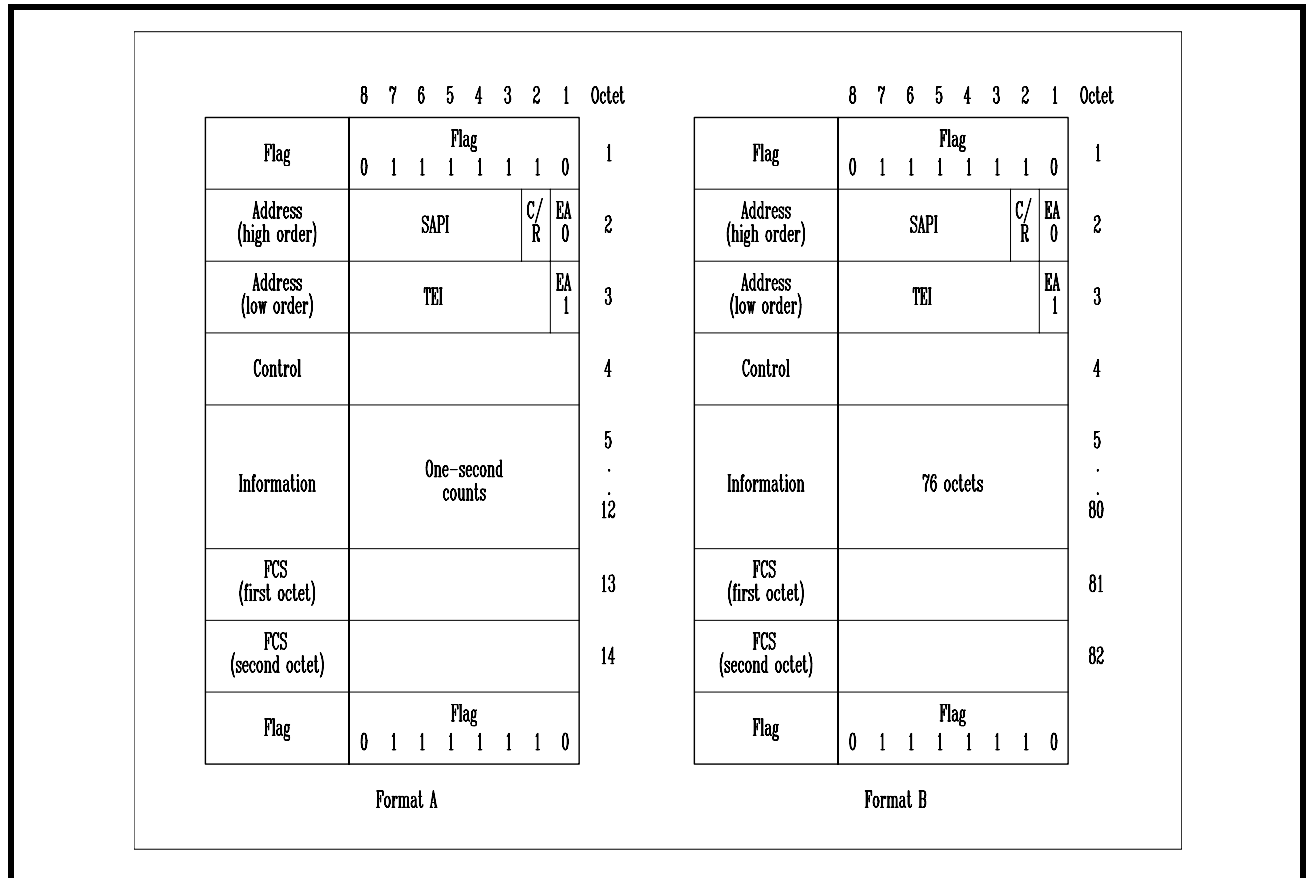 8 7 6 5 4 3 2 1 Octet
Flag
Flag
0 1 1 1 1 1 1 0
1
Address
(high order)
SAPI
C/
R
EA
0
2
Address
(low order)
TEI
EA
1
3
Control
4
Information
One-second
counts
5
.
.
12
FCS
(first octet)
13
FCS
(second octet)
14
Flag
Flag
0 1 1 1 1 1 1 0
Format A
8 7 6 5 4 3 2 1 Octet
Flag
Flag
0 1 1 1 1 1 1 0
1
Address
(high order)
SAPI
C/
R
EA
0
2
Address
(low order)
TEI
EA
1
3
Control
4
Information
76 octets
5
.
.
80
FCS
(first octet)
81
FCS
(second octet)
82
Flag
Flag
0 1 1 1 1 1 1 0
Format B